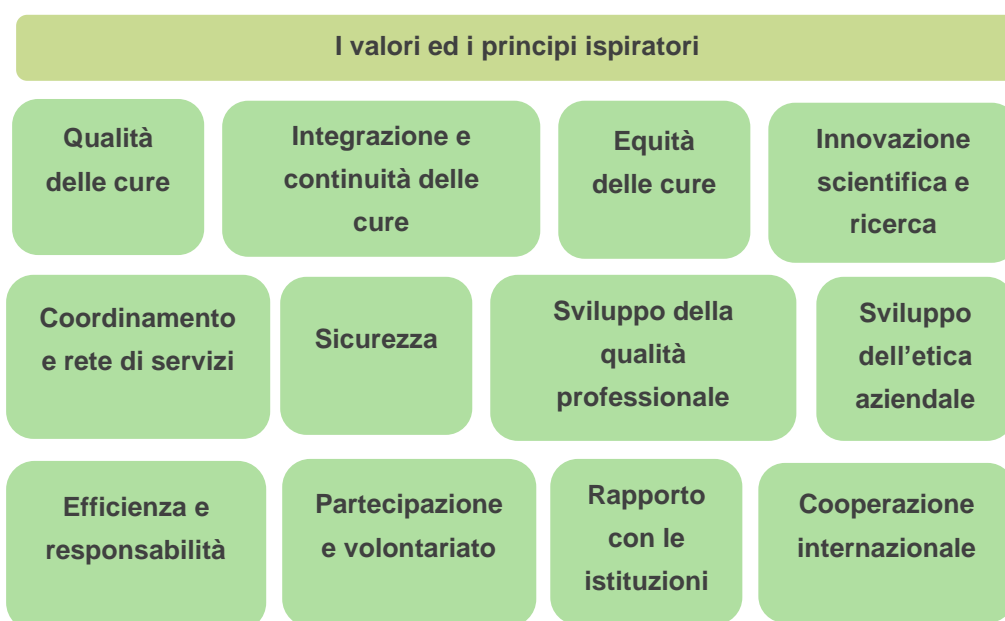 I valori ed i principi ispiratori
Qualità
delle cure
Integrazione e
continuità delle
cure
Equità
delle cure
Innovazione
scientifica e
ricerca
Coordinamento
e rete di servizi
Sicurezza
Sviluppo della
qualità
professionale
Sviluppo
dell’etica
aziendale
Efficienza e
responsabilità
Partecipazione
e volontariato
Rapporto
con le
istituzioni
Cooperazione
internazionale